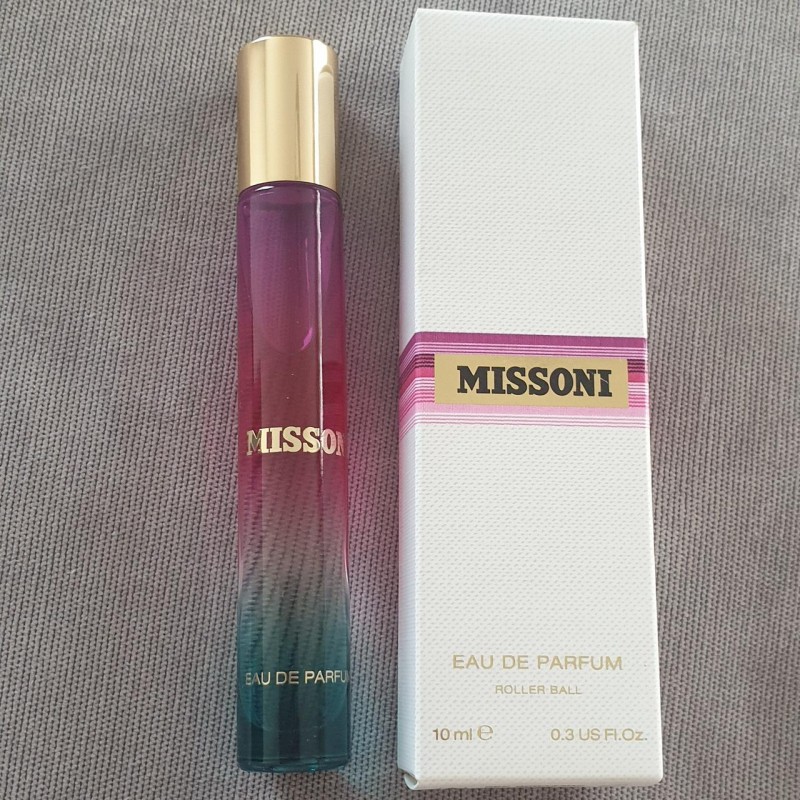 MISSONI
EAU DE PARFUM
MISSONI
EAU DE PARFUM
ROLLER BALL
10 ml e 0.3 US Fl.Oz.